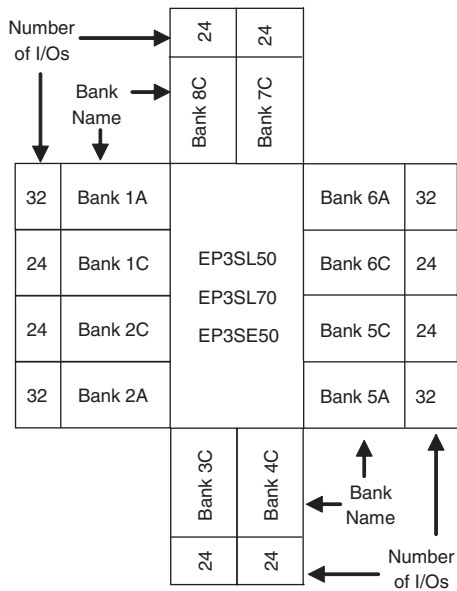 Number
of I/Os
24
24
Bank
Name
Bank 8C
Bank 7C
32
Bank 1A
24
Bank 1C
24
Bank 2C
32
Bank 2A
EP3SL50
EP3SL70
EP3SE50
Bank 6A
32
Bank 6C
24
Bank 5C
24
Bank 5A
32
Bank 3C
Bank 4C
24
24
Bank
Name
Number
of I/Os